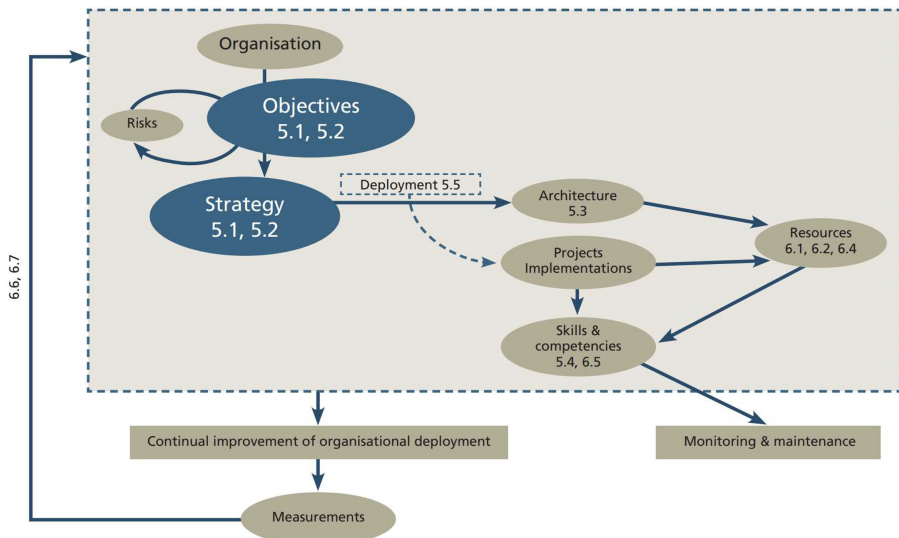 Organisation
Objectives
5.1, 5.2
Risks
Strategy
5.1, 5.2
Deployment 5.5
Architecture
5.3
Projects
Implementations
Resources
6.1, 6.2, 6.4
Skills &
competencies
5.4, 6.5
6.6, 6.7
Continual improvement of organisational deployment
Monitoring & maintenance
Measurements